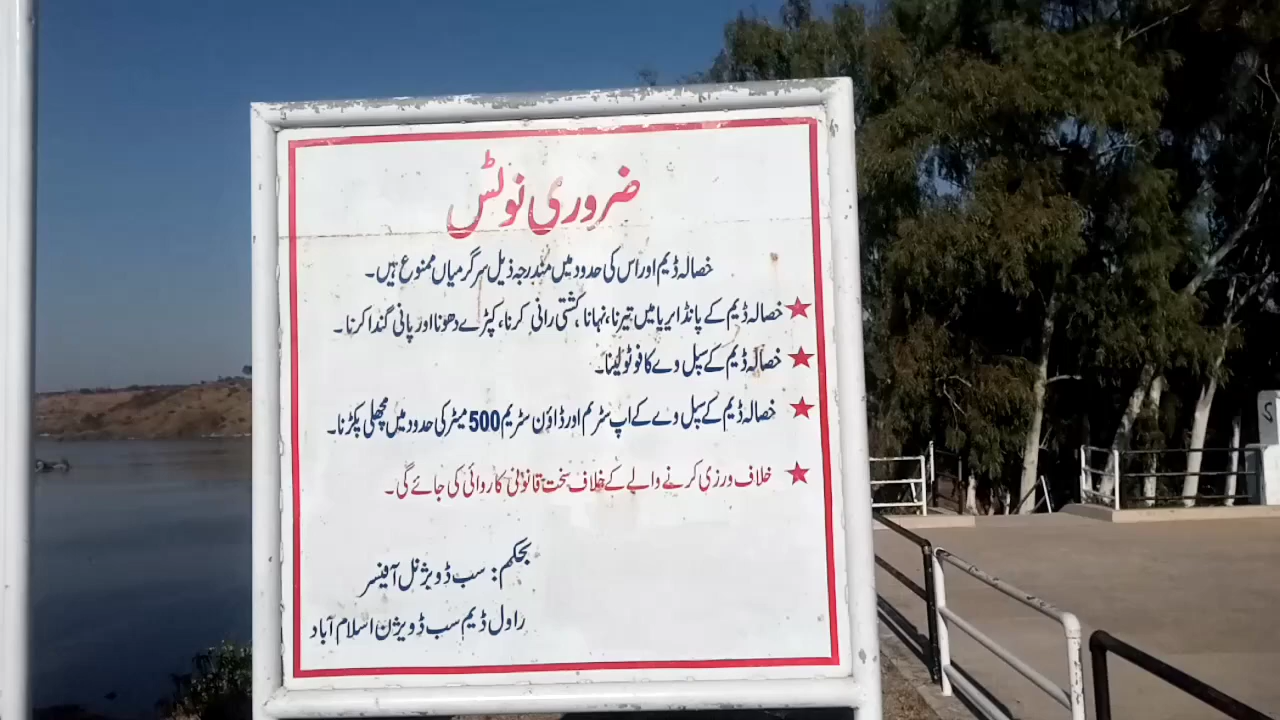 ضروری نوٹس
خصالہ ڈیم اور اس کی حدود میں مندرجہ ذیل سرگرمیاں ممنوع ہیں۔
★ خصالہ ڈیم کے پانڈ ایریا میں تیرنا، نہانا، کشتی رانی کرنا، کپڑے دھونا اور پانی گندا کرنا۔
★ خصالہ ڈیم کے سپل وے کا فوٹو لینا۔
★ خصالہ ڈیم کے سپل وے کے اپ سٹریم اور ڈاؤن سٹریم 500 میٹر کی حدود میں مچھلی پکڑنا۔
★ خلاف ورزی کرنے والے کے خلاف سخت قانونی کاروائی کی جائے گی۔
بحکم: سب ڈویژنل آفیسر
راول ڈیم سب ڈویژن اسلام آباد